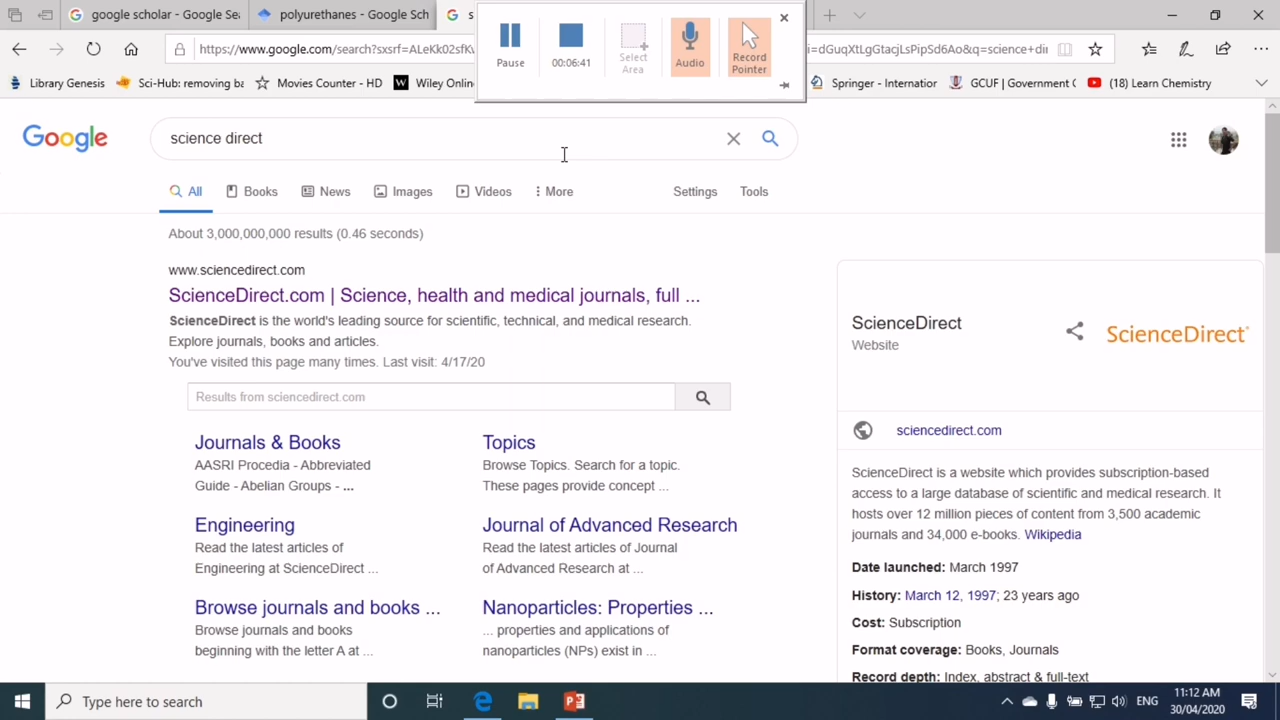 google scholar - Google Sea
polyurethanes - Google Sch
s
https://www.google.com/search?sxsrf=ALeKk02sfKv
i=dGuqXtLgGtacjLsPipSd6Ao&q=science+dir
Library Genesis
Sci-Hub: removing ba
Movies Counter - HD
W
Wiley Onlin
Springer - Internation
GCUF | Government C
(18) Learn Chemistry
Pause
00:06:41
Select
Area
Audio
Record
Pointer
Google
science direct
All
Books
News
Images
Videos
More
Settings
Tools
About 3,000,000,000 results (0.46 seconds)
www.sciencedirect.com
ScienceDirect.com | Science, health and medical journals, full ...
ScienceDirect is the world's leading source for scientific, technical, and medical research.
Explore journals, books and articles.
You've visited this page many times. Last visit: 4/17/20
Results from sciencedirect.com
Journals & Books
AASRI Procedia - Abbreviated
Guide - Abelian Groups - ...
Topics
Browse Topics. Search for a topic.
These pages provide concept ...
Engineering
Read the latest articles of
Engineering at ScienceDirect ...
Journal of Advanced Research
Read the latest articles of Journal
of Advanced Research at ...
Browse journals and books ...
Browse journals and books
beginning with the letter A at ...
Nanoparticles: Properties ...
... properties and applications of
nanoparticles (NPs) exist in ...
ScienceDirect
Website
ScienceDirect
sciencedirect.com
ScienceDirect is a website which provides subscription-based
access to a large database of scientific and medical research. It
hosts over 12 million pieces of content from 3,500 academic
journals and 34,000 e-books. Wikipedia
Date launched: March 1997
History: March 12, 1997; 23 years ago
Cost: Subscription
Format coverage: Books, Journals
Record depth: Index, abstract & full-text
Type here to search
ENG
11:12 AM
30/04/2020